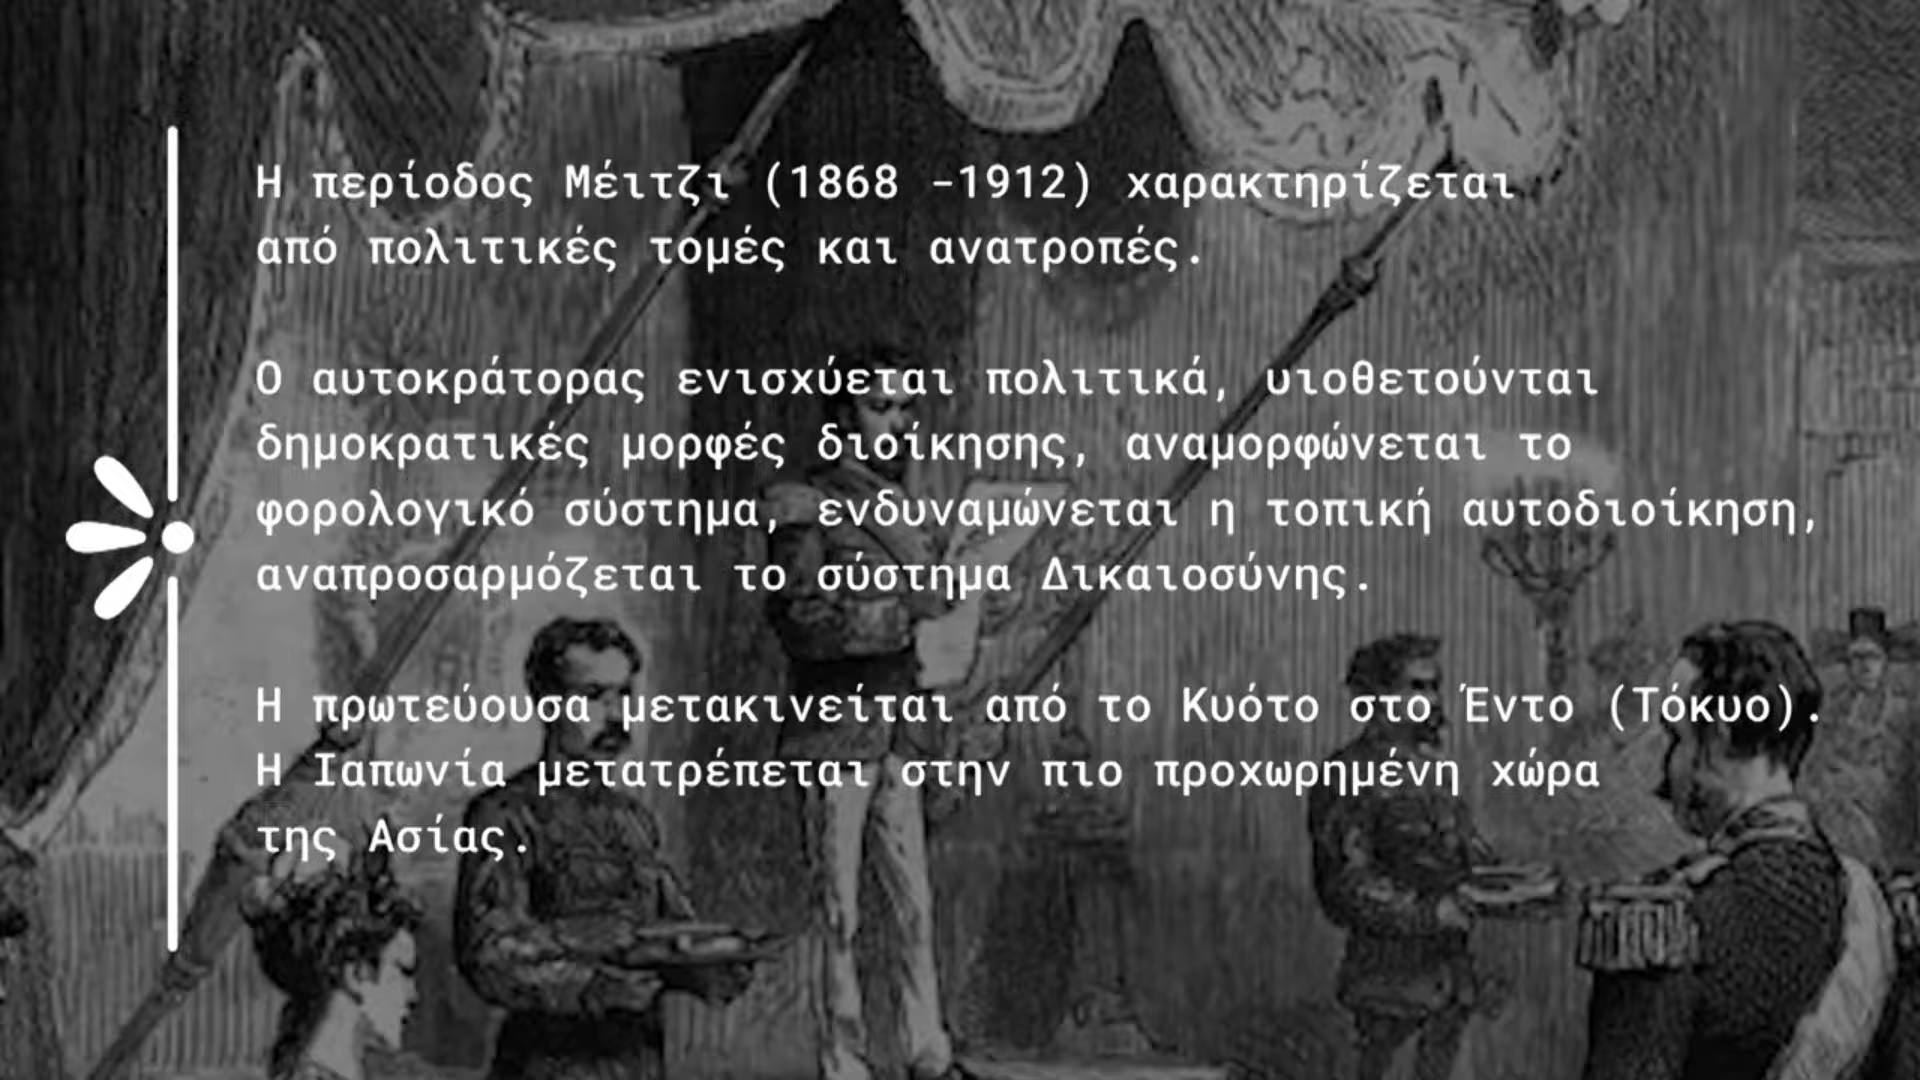 Η περίοδος Μέιτζι (1868 -1912) χαρακτηρίζεται
από πολιτικές τομές και ανατροπές.
Ο αυτοκράτορας ενισχύεται πολιτικά, υιοθετούνται
δημοκρατικές μορφές διοίκησης, αναμορφώνεται το
φορολογικό σύστημα, ενδυναμώνεται η τοπική αυτοδιοίκηση,
αναπροσαρμόζεται το σύστημα Δικαιοσύνης.
Η πρωτεύουσα μετακινείται από το Κυότο στο Έντο (Τόκυο).
Η Ιαπωνία μετατρέπεται στην πιο προχωρημένη χώρα
της Ασίας.